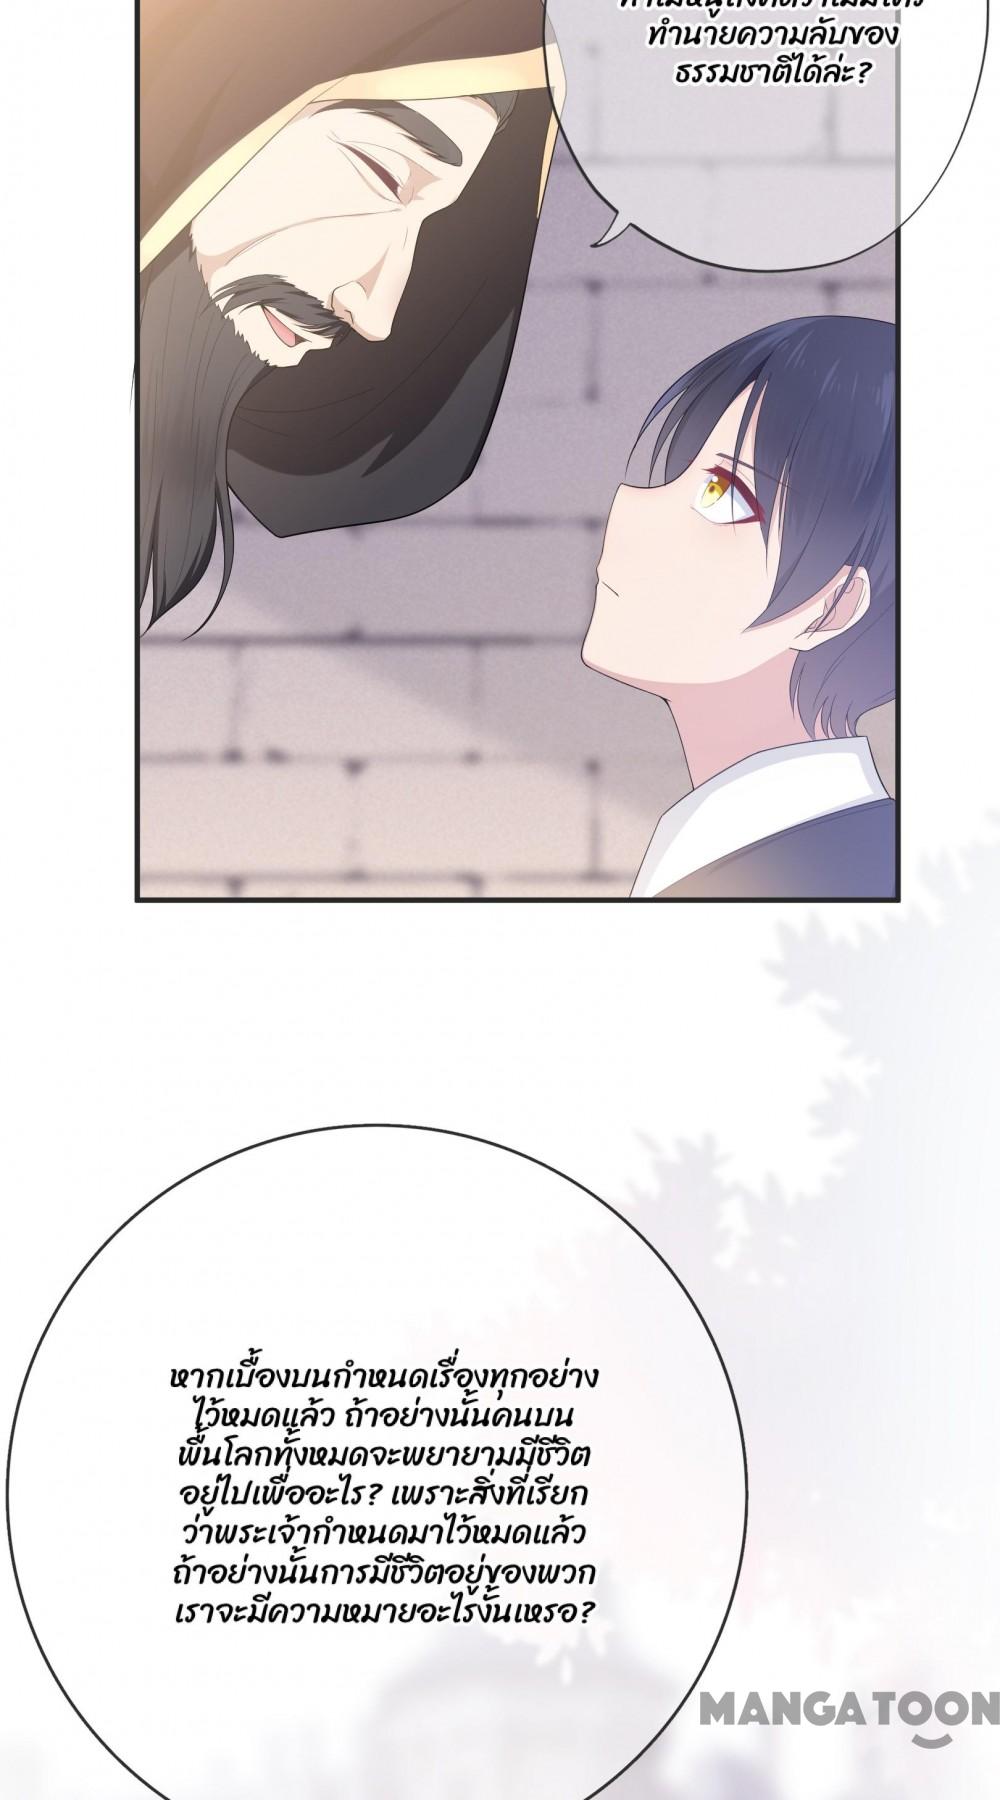 ทำนายความลับของ
ธรรมชาติได้ล่ะ?
หากเบื้องบนกำหนดเรื่องทุกอย่าง
ไว้หมดแล้ว ถ้าอย่างนั้นคนบน
พื้นโลกทั้งหมดจะพยายามมีชีวิต
อยู่ไปเพื่ออะไร? เพราะสิ่งที่เรียก
ว่าพระเจ้ากำหนดมาไว้หมดแล้ว
ถ้าอย่างนั้นการมีชีวิตอยู่ของพวก
เราจะมีความหมายอะไรงั้นเหรอ?
MANGATOON